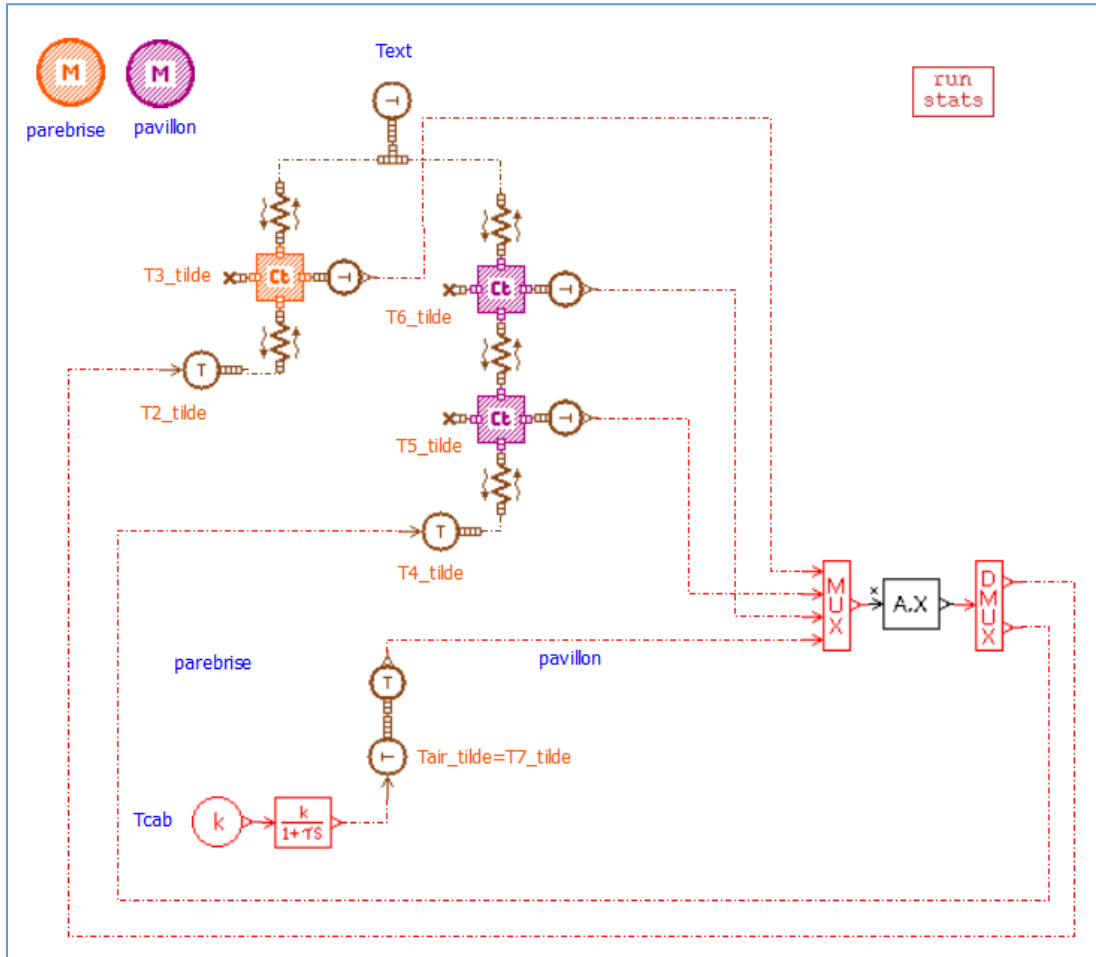 Text
M
M
run
stats
parebrise
pavillon
T3_tilde
Ct
T
T6_tilde
Ct
T
T
T2_tilde
T5_tilde
Ct
T
T
T4_tilde
MUX
x
A.X
DMUX
parebrise
pavillon
T
T
Tair_tilde=T7_tilde
Tcab
k
k
1+τs